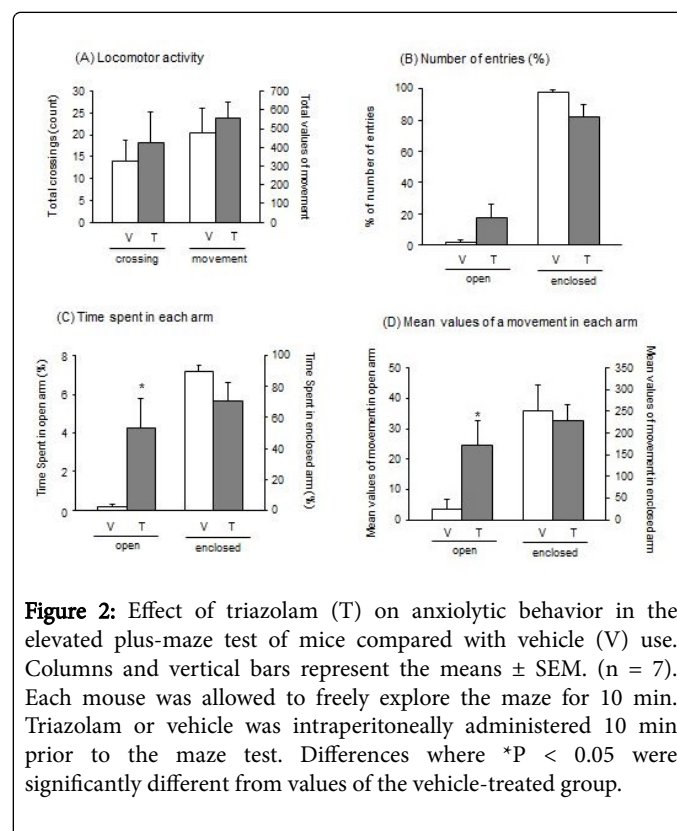 (A) Locomotor activity
Total crossings (count)
30
25
20
15
10
5
0
700
600
500
400
300
200
100
0
Total values of movement
V T V T
crossing movement
(B) Number of entries (%)
% of number of entries
100
80
60
40
20
0
V T V T
open enclosed
(C) Time spent in each arm
Time Spent in open arm (%)
8
6
4
2
0
*
100
80
60
40
20
0
Time Spent in enclosed arm (%)
V T V T
open enclosed
(D) Mean values of a movement in each arm
Mean values of movement in open arm
50
40
30
20
10
0
*
350
300
250
200
150
100
50
0
Mean values of movement in enclosed arm
V T V T
open enclosed
Figure 2: Effect of triazolam (T) on anxiolytic behavior in the
elevated plus-maze test of mice compared with vehicle (V) use.
Columns and vertical bars represent the means ± SEM. (n = 7).
Each mouse was allowed to freely explore the maze for 10 min.
Triazolam or vehicle was intraperitoneally administered 10 min
prior to the maze test. Differences where *P < 0.05 were
significantly different from values of the vehicle-treated group.